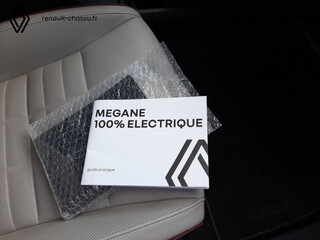 renault-chatou.fr
MEGANE
100% ELECTRIQUE
guide pratique